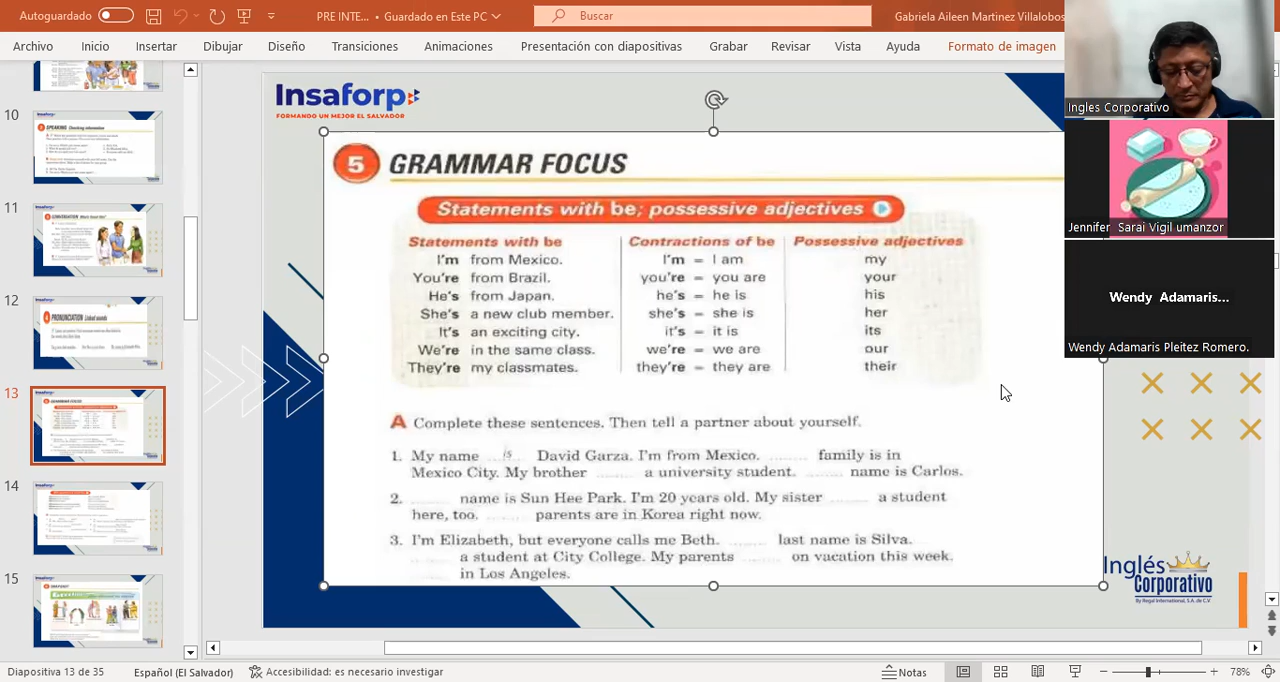 Autoguardado
PRE INTE... • Guardado en Este PC
Buscar
Gabriela Aileen Martinez Villalobos
Archivo Inicio Insertar Dibujar Diseño Transiciones Animaciones Presentación con diapositivas Grabar Revisar Vista Ayuda Formato de imagen
10
11
12
13
14
15
Insaforp
FORMANDO UN MEJOR EL SALVADOR
5 GRAMMAR FOCUS
Statements with be; possessive adjectives
Statements with be Contractions of be Possessive adjectives
I'm from Mexico. I'm = I am my
You're from Brazil. you're = you are your
He's from Japan. he's = he is his
She's a new club member. she's = she is her
It's an exciting city. it's = it is its
We're in the same class. we're = we are our
They're my classmates. they're = they are their
A Complete these sentences. Then tell a partner about yourself.
1. My name ...is... David Garza. I'm from Mexico. ........ family is in
Mexico City. My brother ........ a university student. ........ name is Carlos.
2. ........ name is Sun Hee Park. I'm 20 years old. My sister ........ a student
here, too. ........ parents are in Korea right now.
3. I'm Elizabeth, but everyone calls me Beth. ........ last name is Silva.
........ a student at City College. My parents ........ on vacation this week.
........ in Los Angeles.
Ingles Corporativo
Jennifer Sarai Vigil umanzor
Wendy Adamaris...
Wendy Adamaris Pleitez Romero.
Inglés
Corporativo
By Regal International, S.A. de C.V.
Diapositiva 13 de 35 Español (El Salvador) Accesibilidad: es necesario investigar Notas 78%